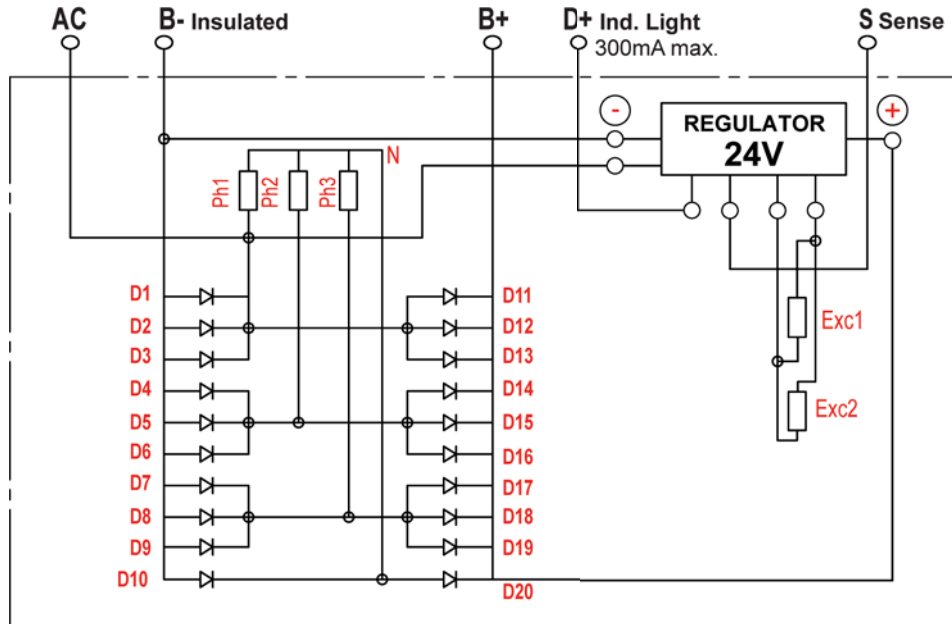 AC
B- Insulated
B+
D+ Ind. Light
300mA max.
S Sense
-
REGULATOR
24V
+
N
Ph1
Ph2
Ph3
D1
D2
D3
D4
D5
D6
D7
D8
D9
D10
D11
D12
D13
D14
D15
D16
D17
D18
D19
D20
Exc1
Exc2